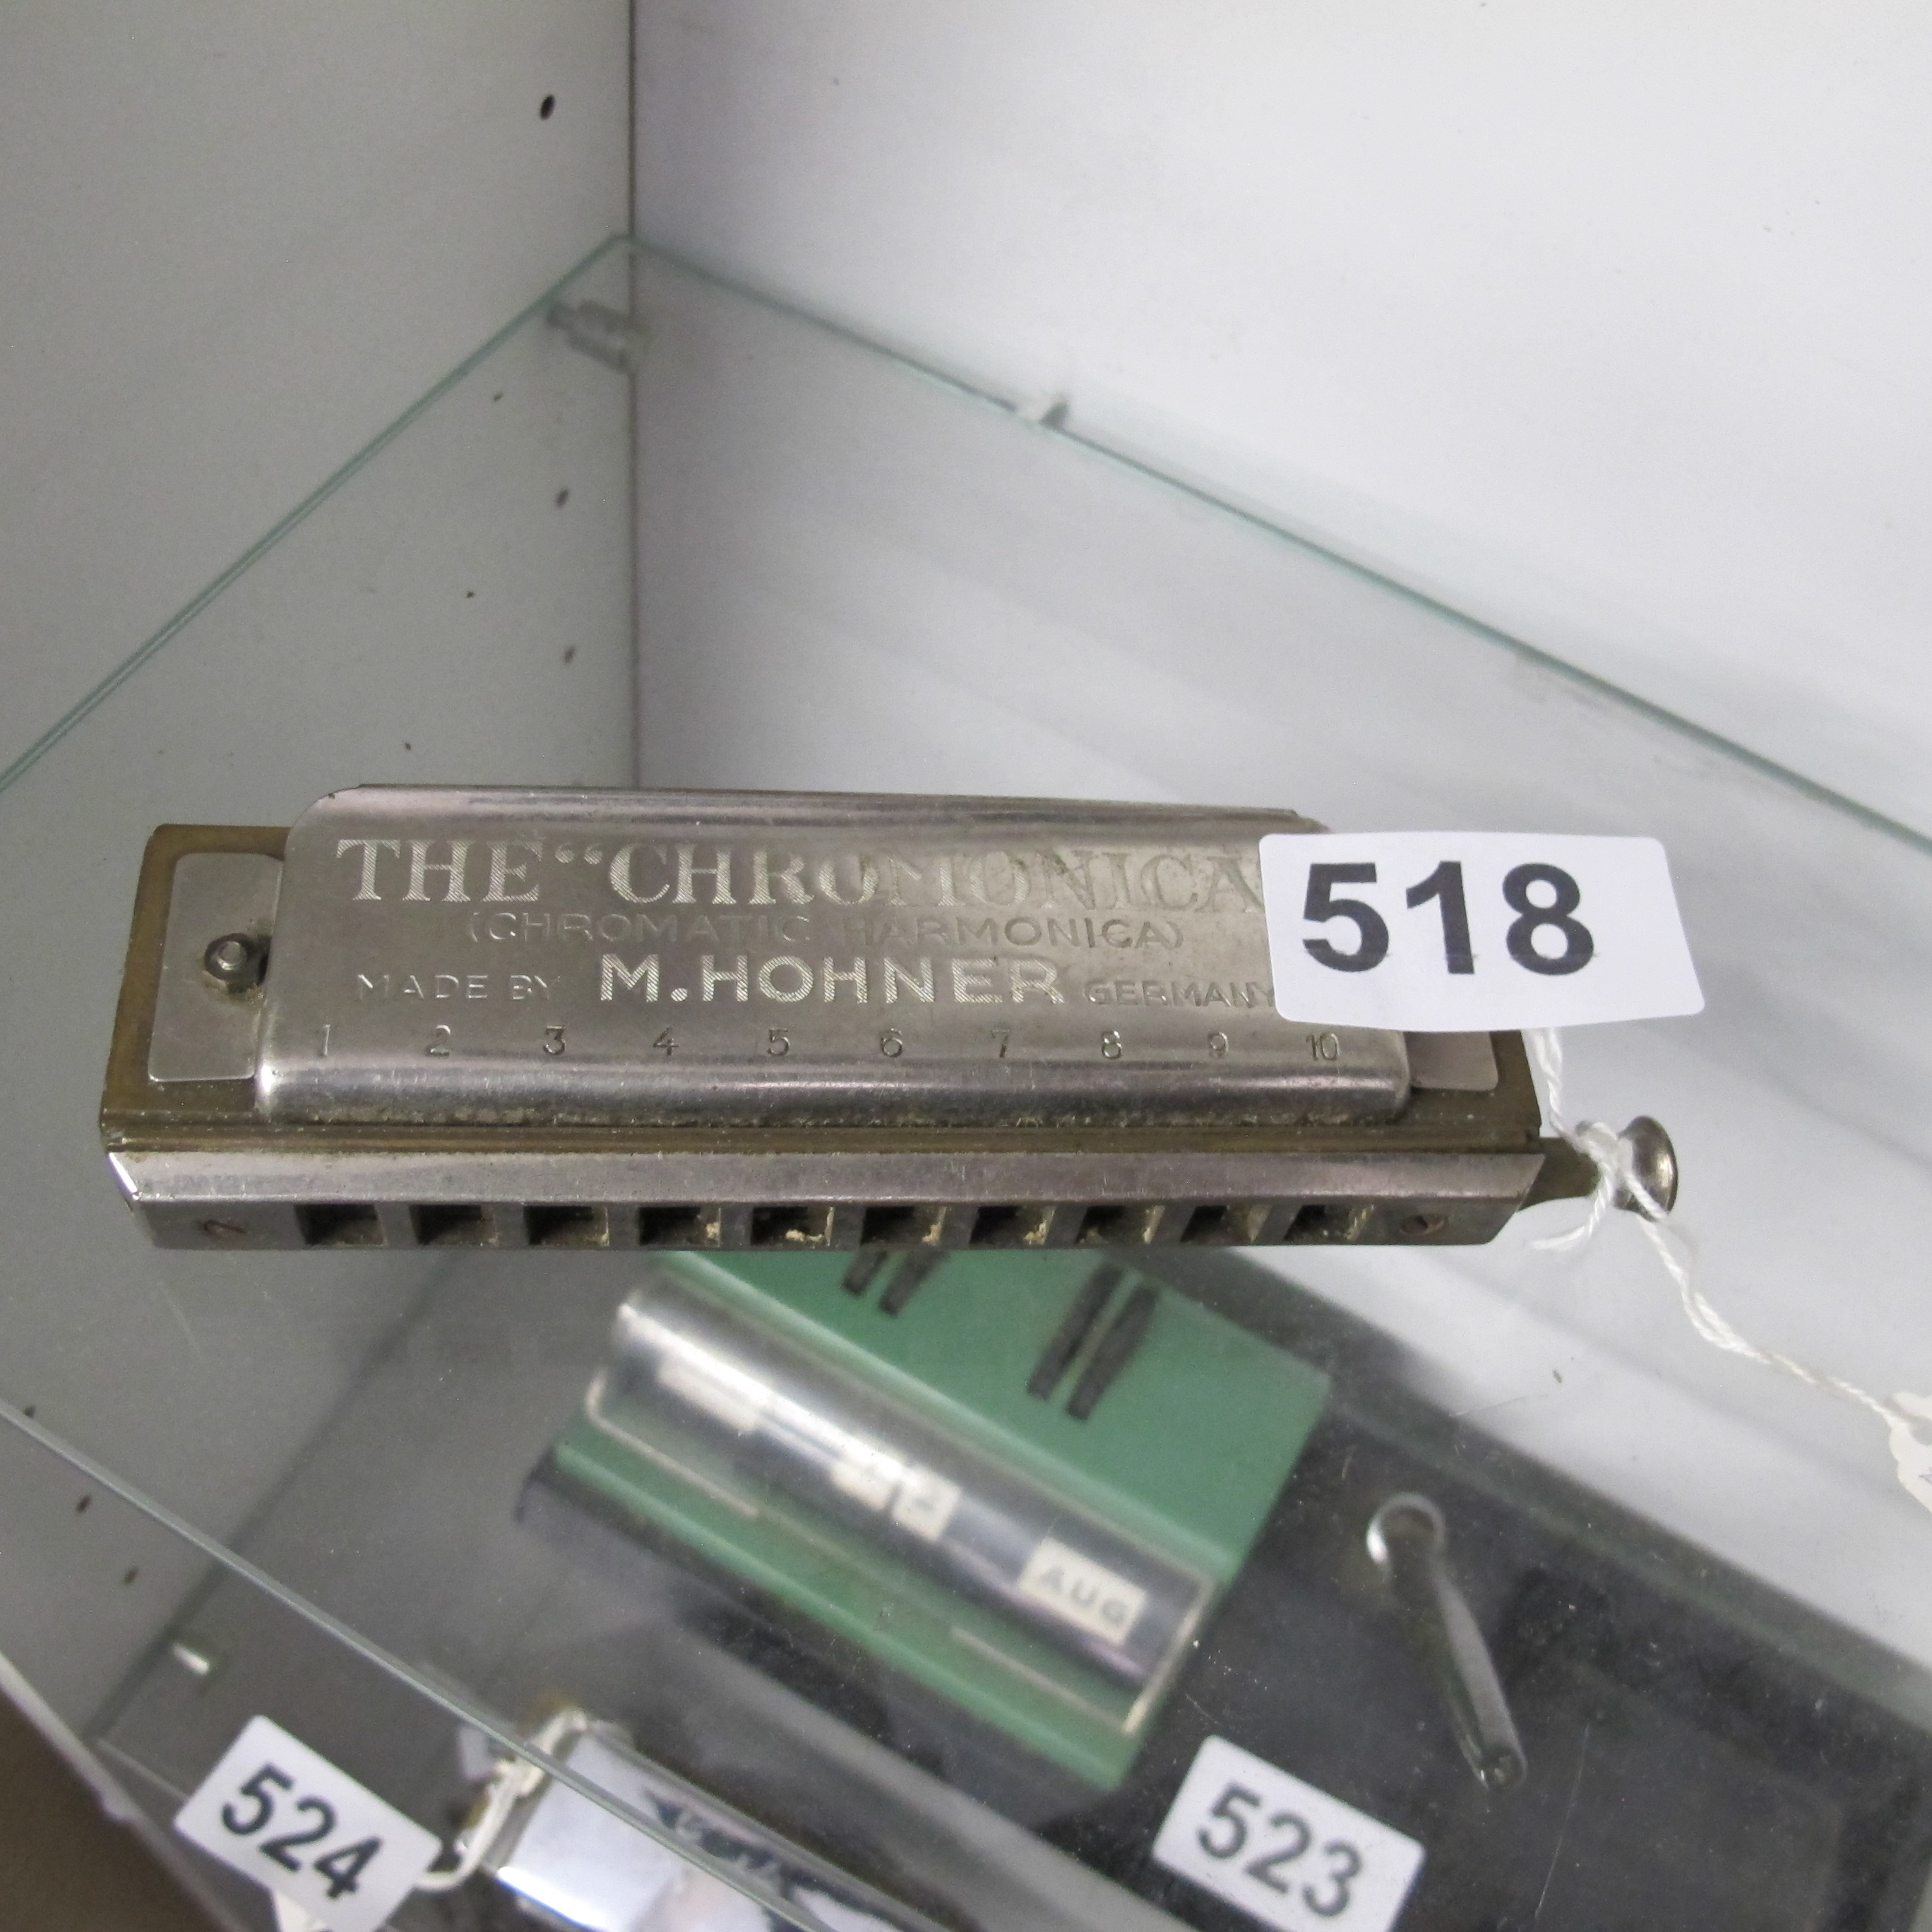 THE "CHROMONICA
(CHROMATIC HARMONICA)
MADE BY M. HOHNER GERMANY
1 2 3 4 5 6 7 8 9 10
518
AUG
524
523